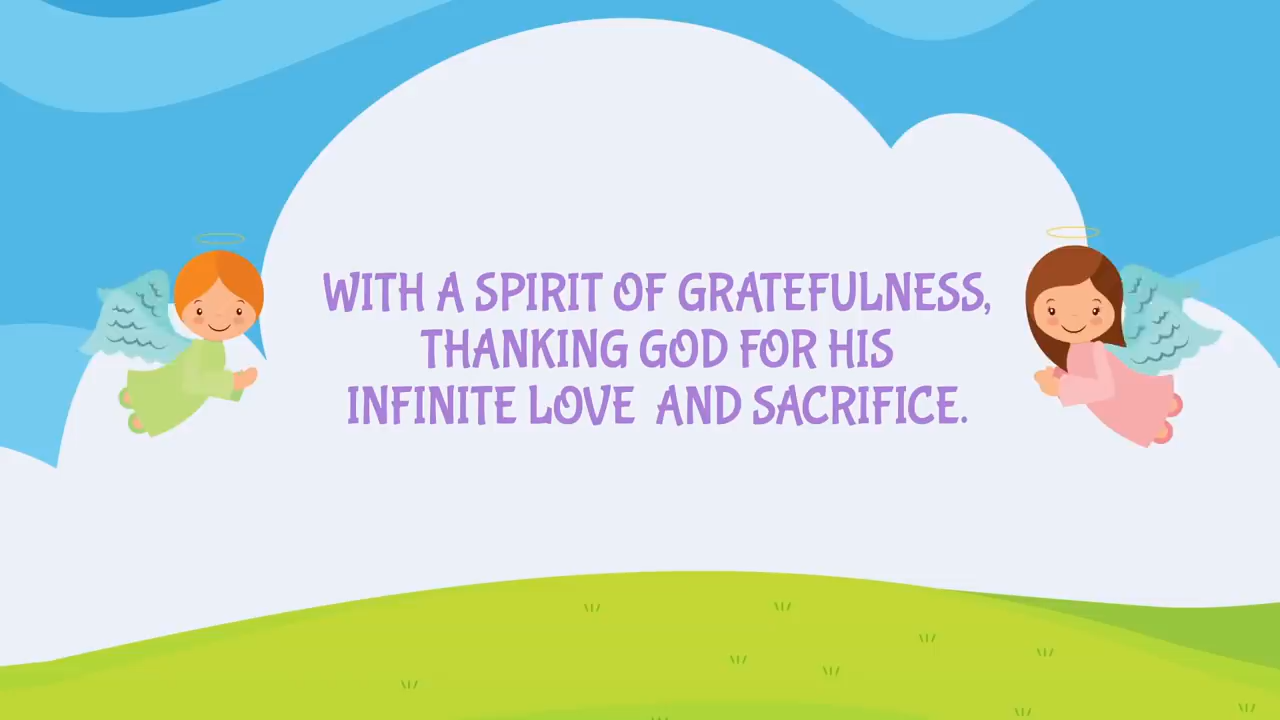 WITH A SPIRIT OF GRATEFULNESS,
THANKING GOD FOR HIS
INFINITE LOVE  AND SACRIFICE.